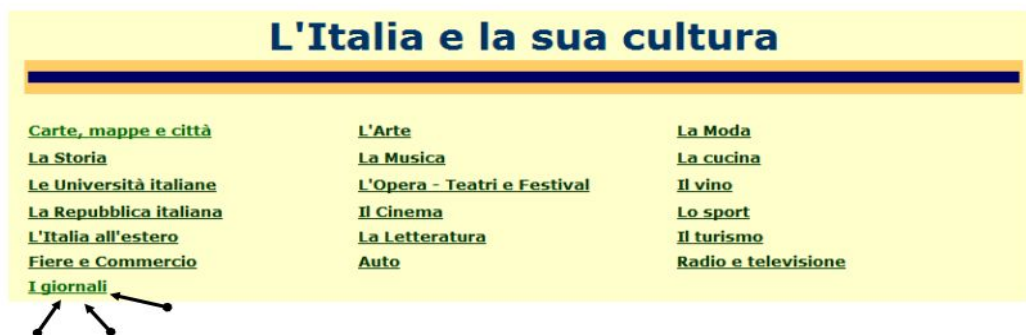 L'Italia e la sua cultura
Carte, mappe e città L'Arte La Moda
La Storia La Musica La cucina
Le Università italiane L'Opera - Teatri e Festival Il vino
La Repubblica italiana Il Cinema Lo sport
L'Italia all'estero La Letteratura Il turismo
Fiere e Commercio Auto Radio e televisione
I giornali